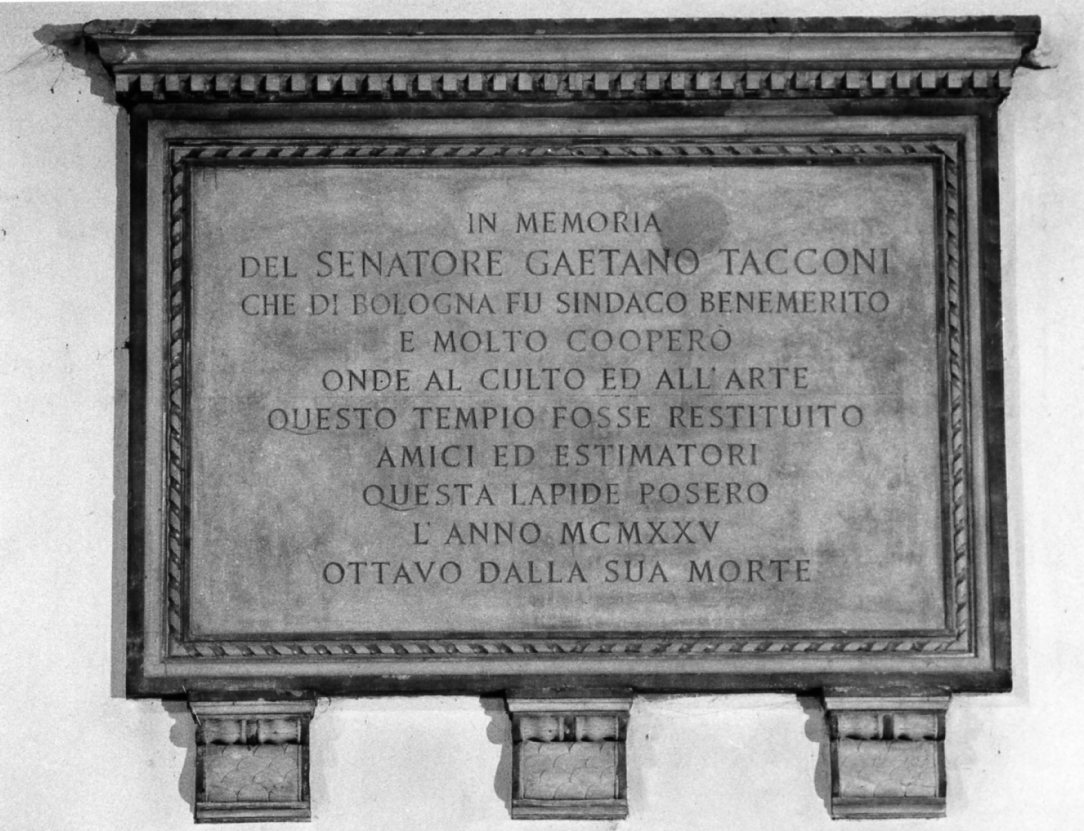 IN MEMORIA
DEL SENATORE GAETANO TACCONI
CHE DI BOLOGNA FU SINDACO BENEMERITO
E MOLTO COOPERÒ
ONDE AL CULTO ED ALL'ARTE
QUESTO TEMPIO FOSSE RESTITUITO
AMICI ED ESTIMATORI
QUESTA LAPIDE POSERO
L'ANNO MCMXXV
OTTAVO DALLA SUA MORTE